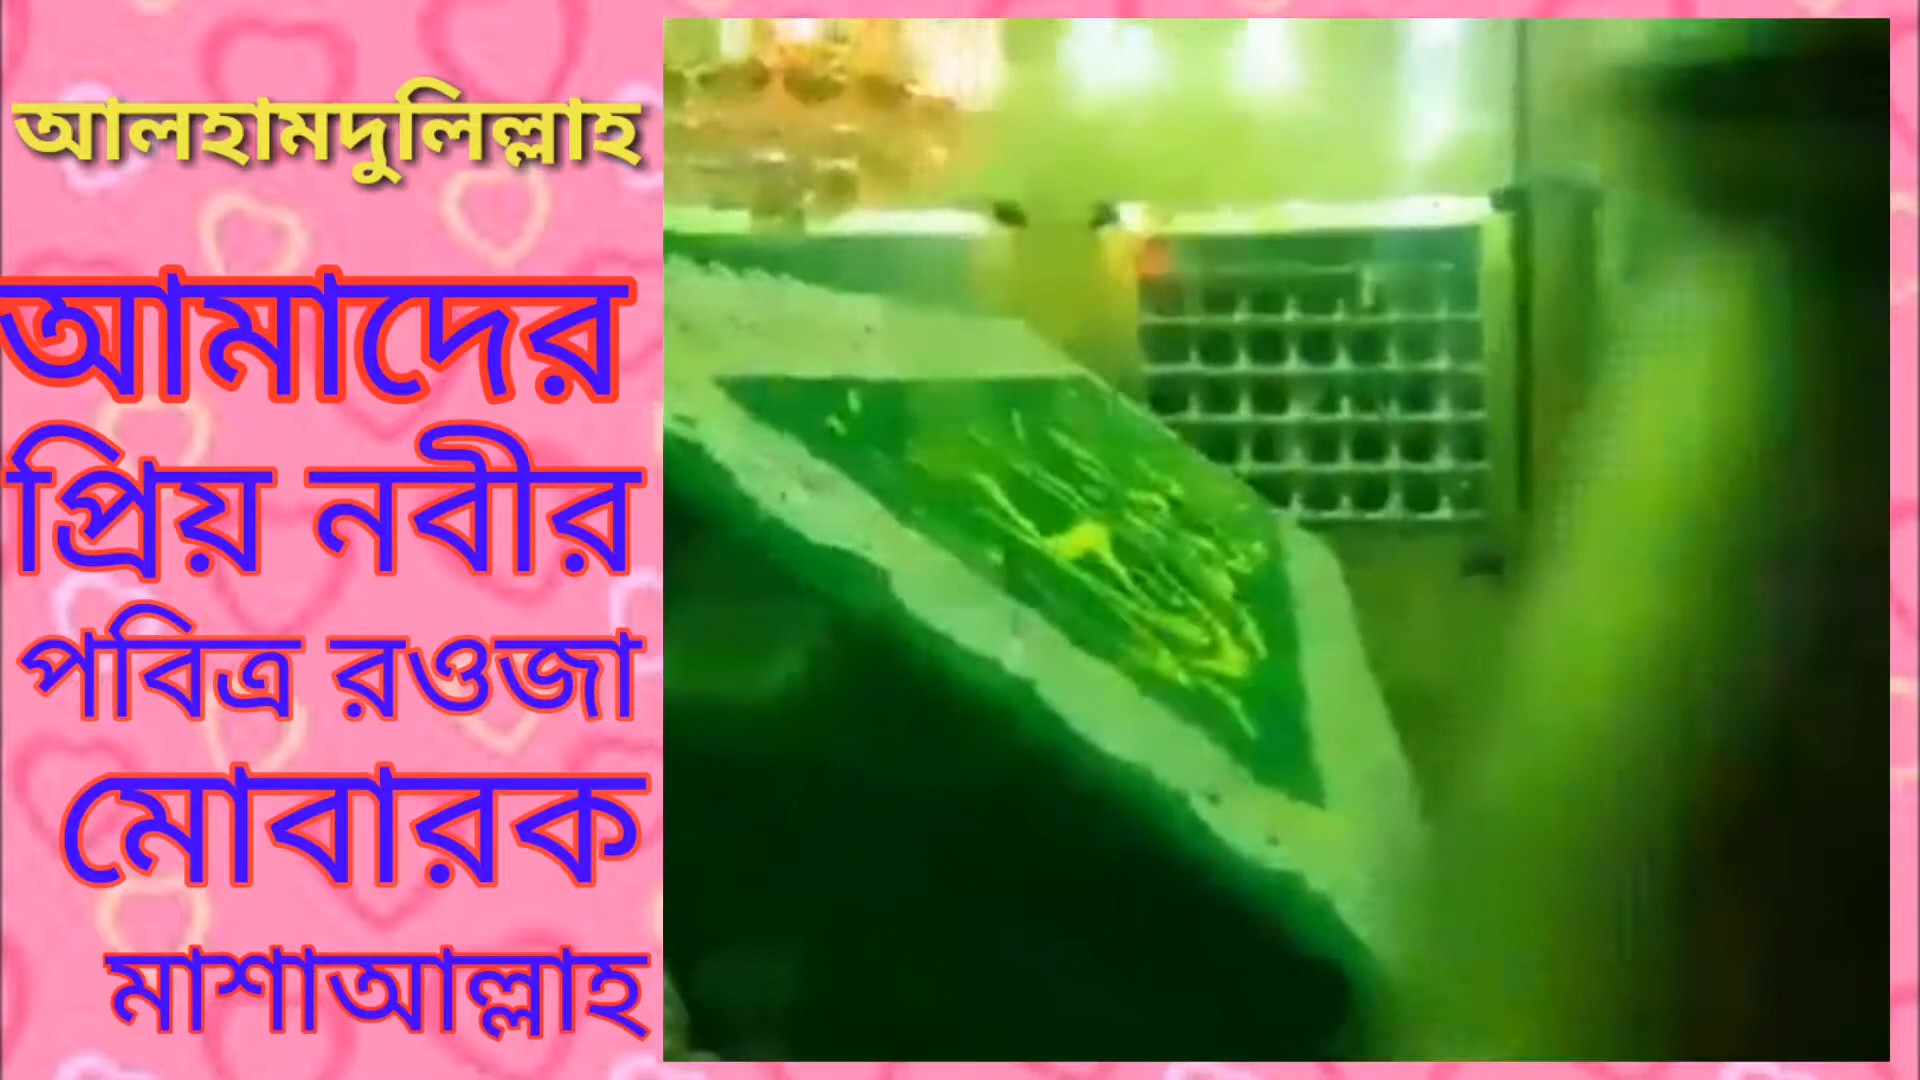 আলহামদুলিল্লাহ
আমাদের
প্রিয় নবীর
পবিত্র রওজা
মোবারক
মাশাআল্লাহ